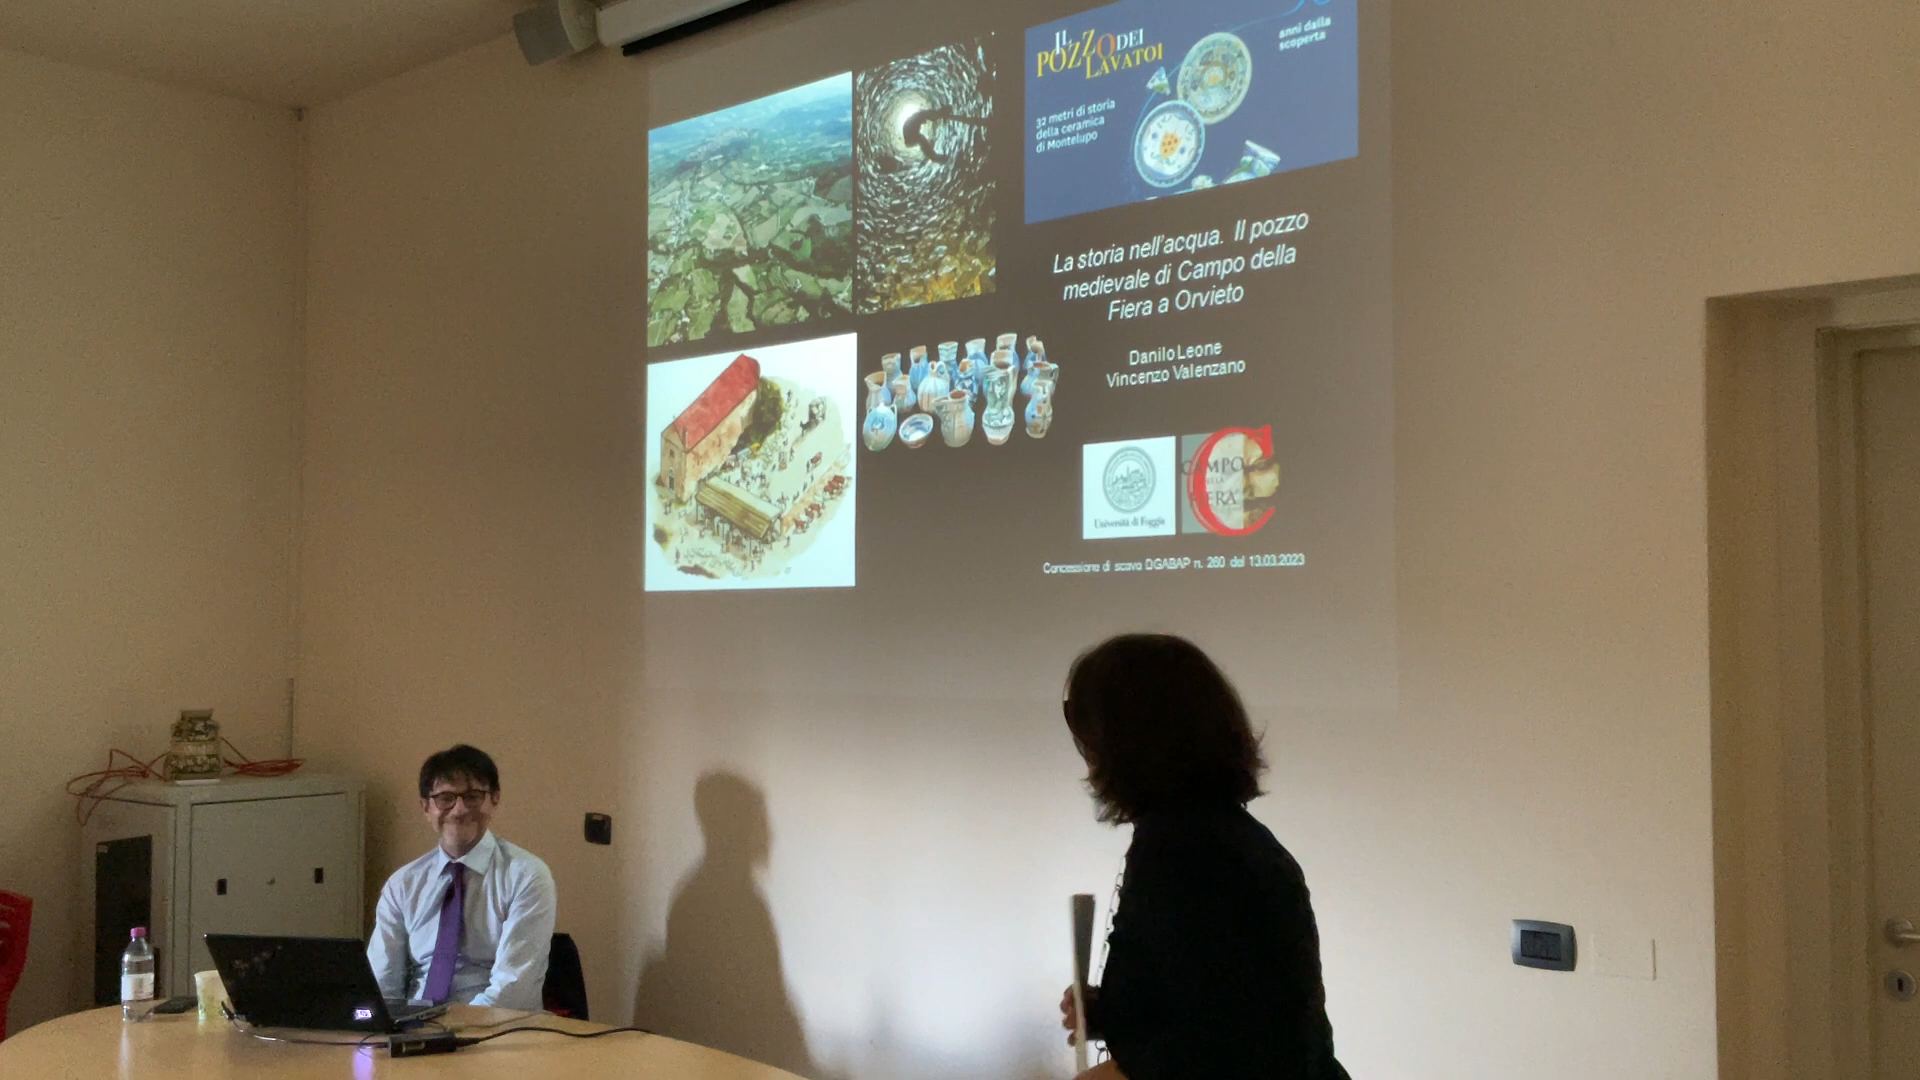 IL
POZZO DEI
LAVATOI
anni dalla
scoperta
32 metri di storia
della ceramica
di Montelupo
La storia nell'acqua. Il pozzo
medievale di Campo della
Fiera a Orvieto
Danilo Leone
Vincenzo Valenzano
Università di Foggia
CAMPO
DELLA
FIERA
Concessione di scavo DGABAP n. 260 del 13.03.2023